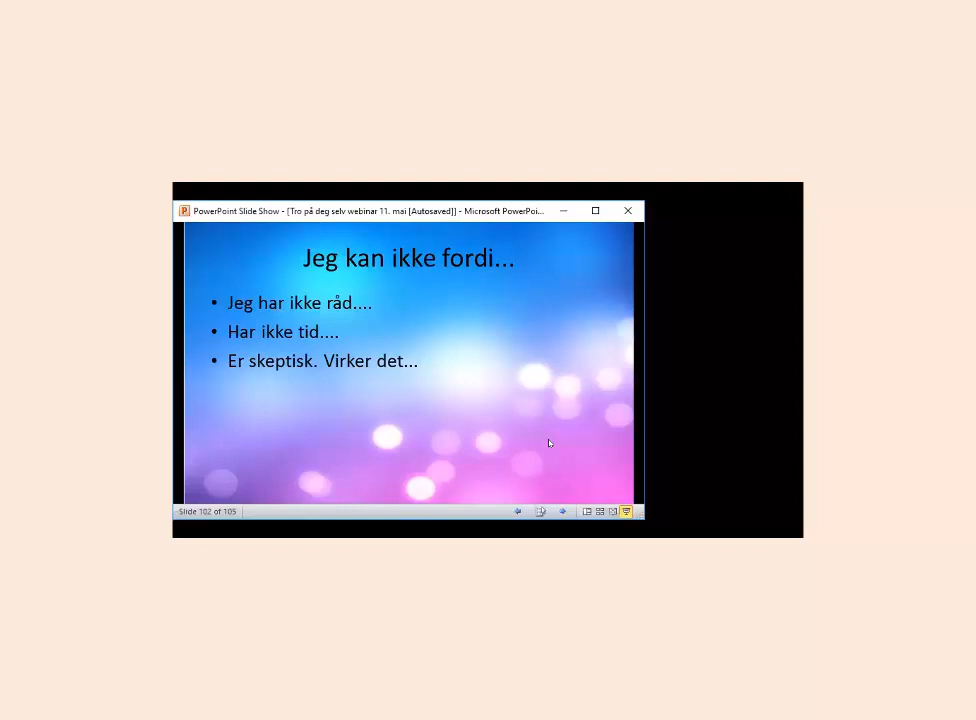 PowerPoint Slide Show - [Tro på deg selv webinar 11. mai [Autosaved]] - Microsoft PowerPoi...
Jeg kan ikke fordi...
• Jeg har ikke råd....
• Har ikke tid....
• Er skeptisk. Virker det...
Slide 102 of 105